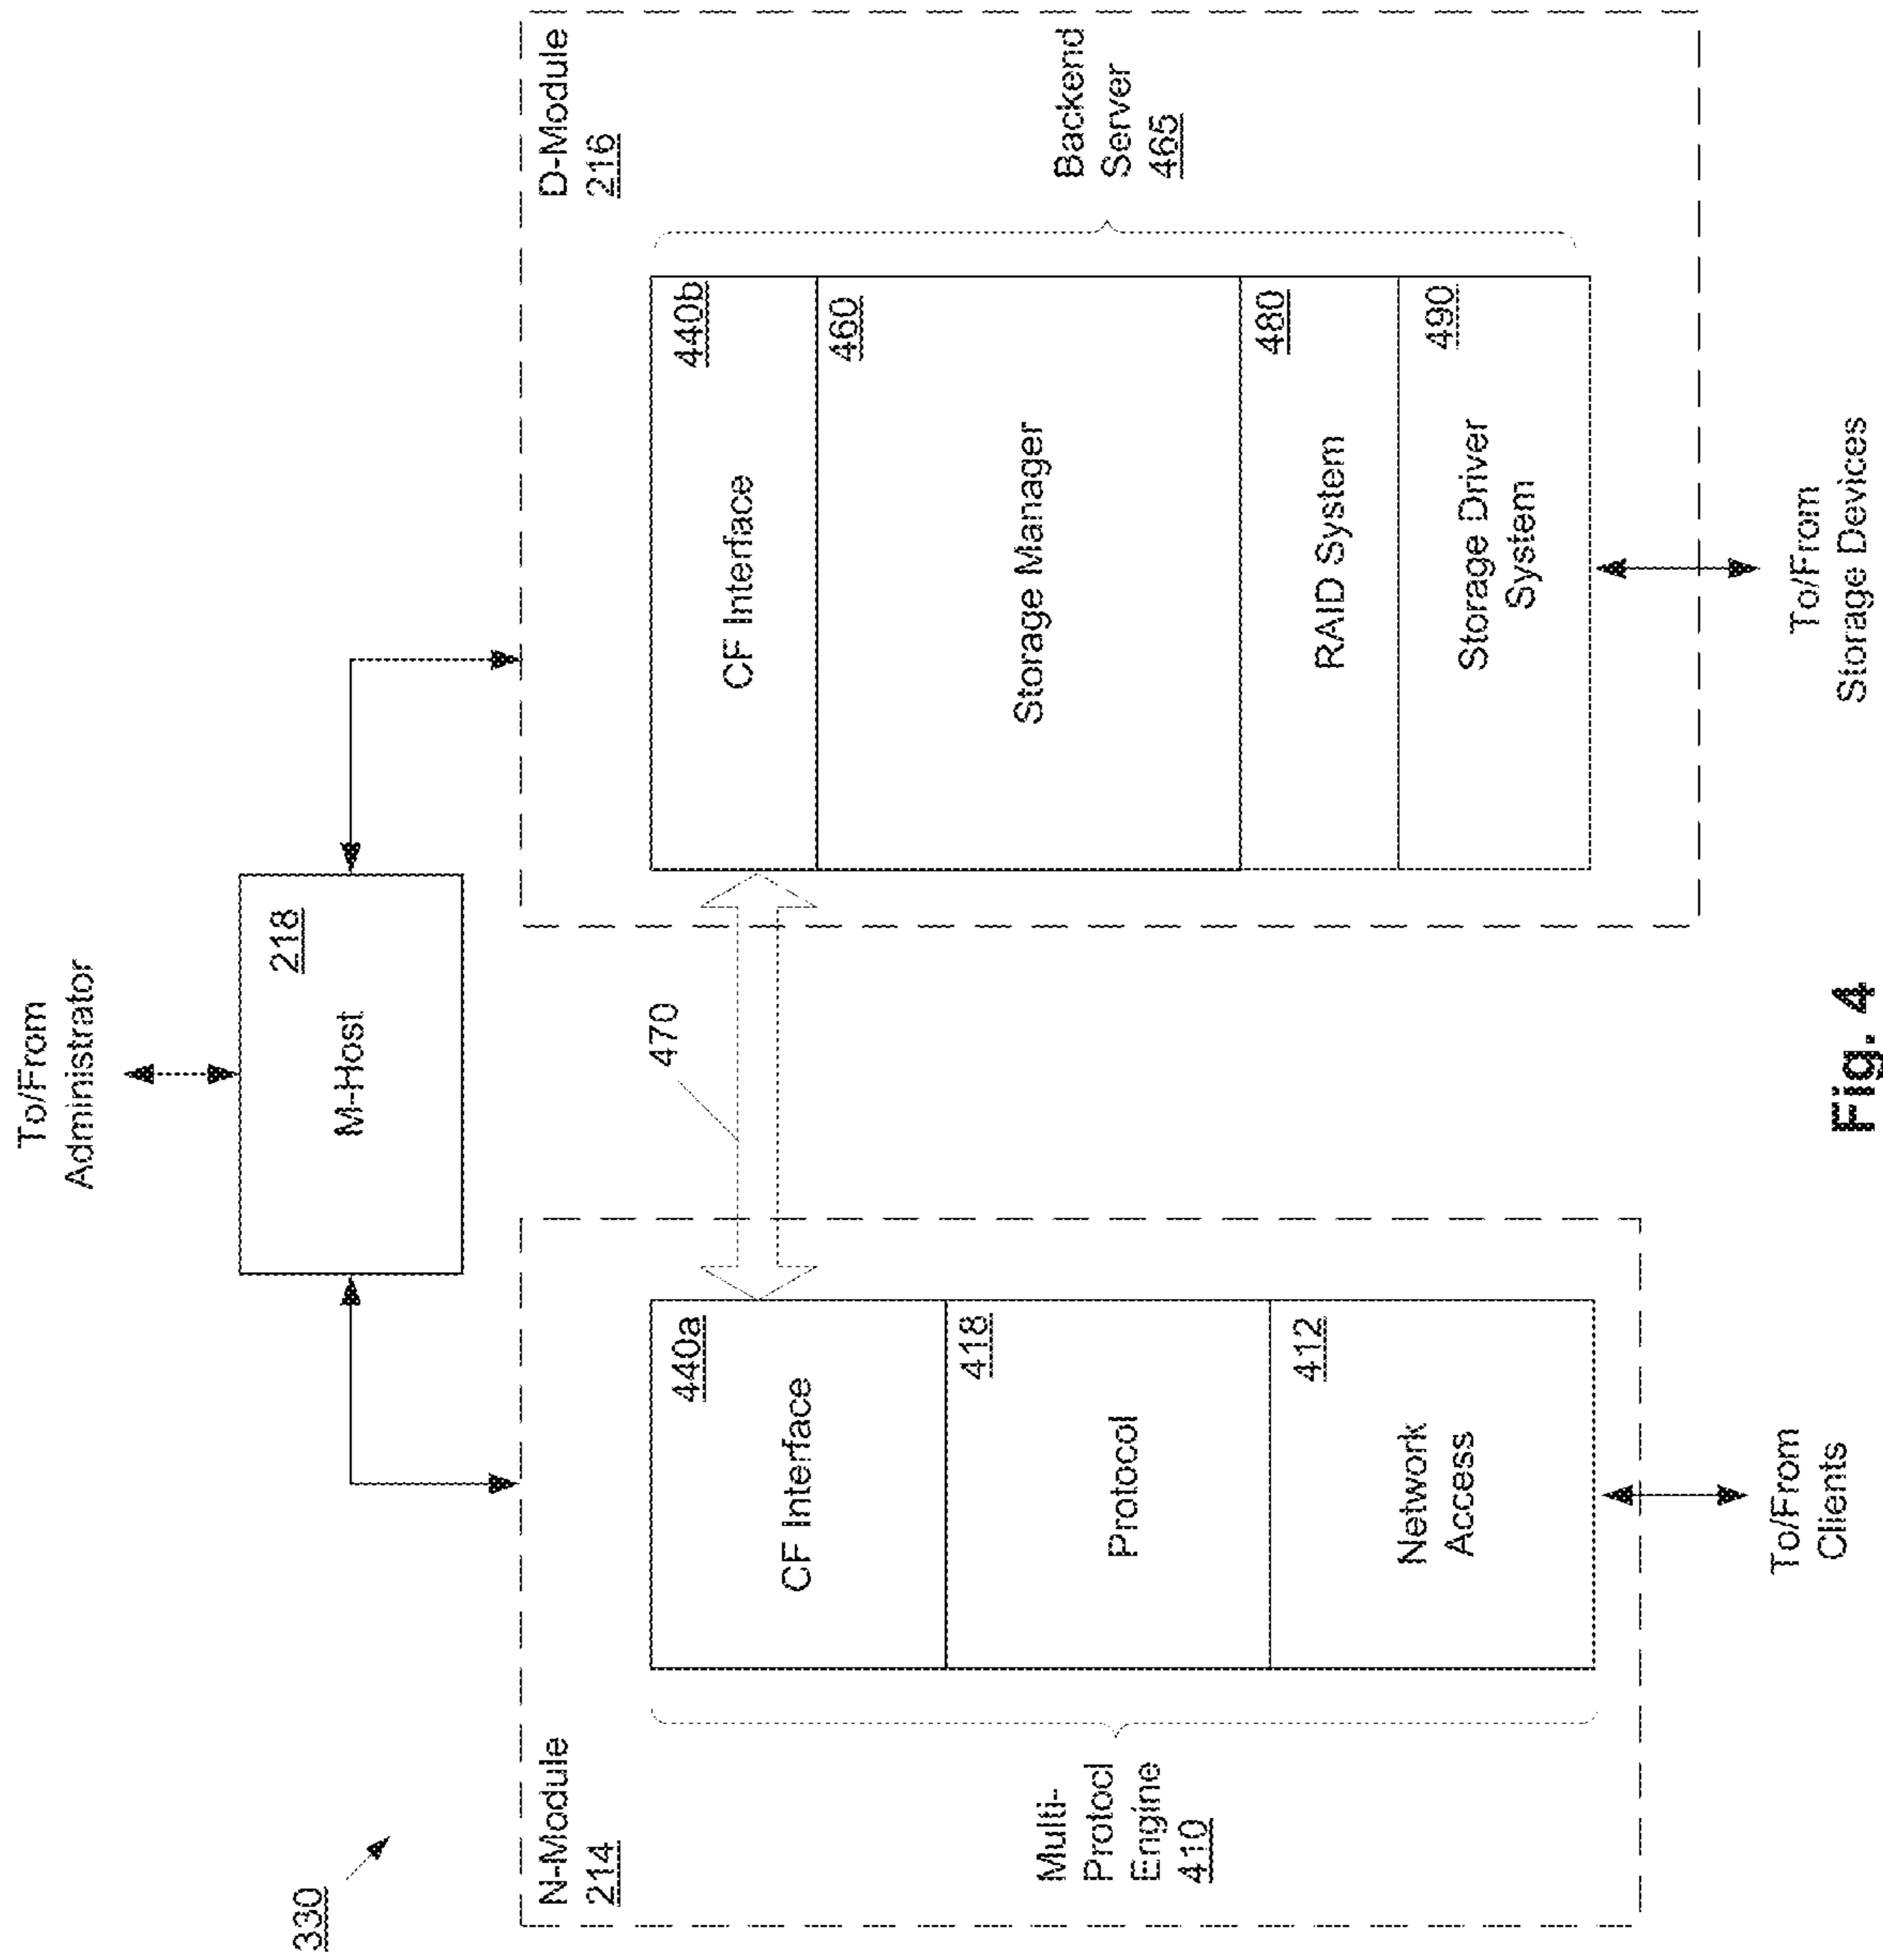 330
To/From
Administrator
M-Host
218
N-Module
214
Multi-
Protocl
Engine
410
CF Interface
440a
Protocol
418
Network
Access
412
To/From
Clients
470
D-Module
216
CF Interface
440b
Storage Manager
460
RAID System
480
Storage Driver
System
490
Backend
Server
465
To/From
Storage Devices
Fig. 4